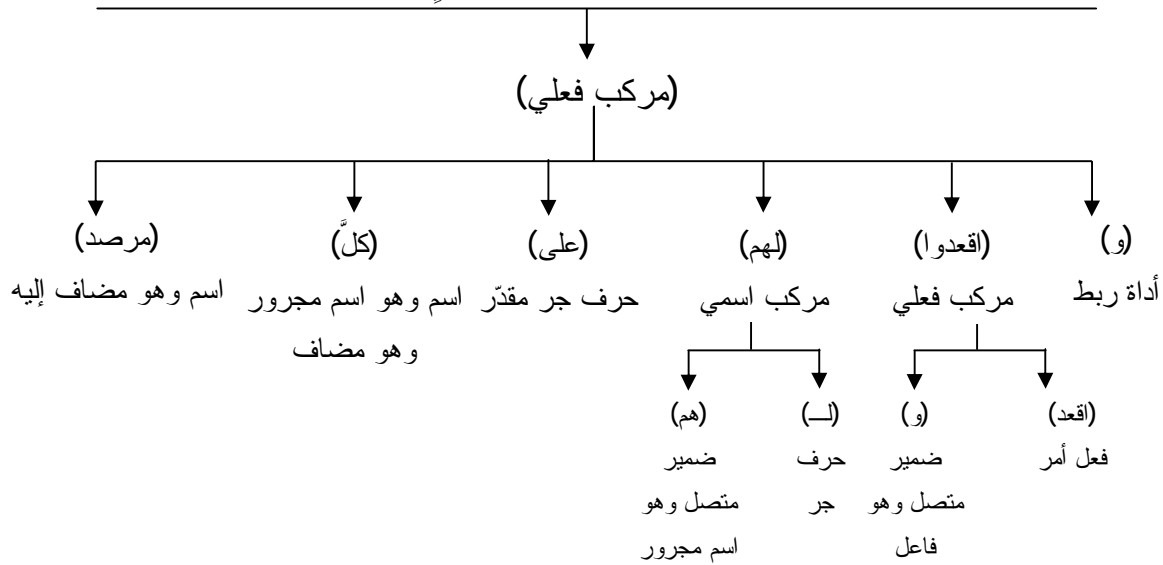 (مركب فعلي)
(و) (اقعدوا) (لهم) (على) (كلَّ) (مرصد)
أداة ربط مركب فعلي مركب اسمي حرف جر مقدّر اسم وهو اسم مجرور اسم وهو مضاف إليه
وهو مضاف
(اقعد) (و) (لــ) (هم)
فعل أمر ضمير حرف ضمير
متصل وهو جر متصل وهو
فاعل اسم مجرور